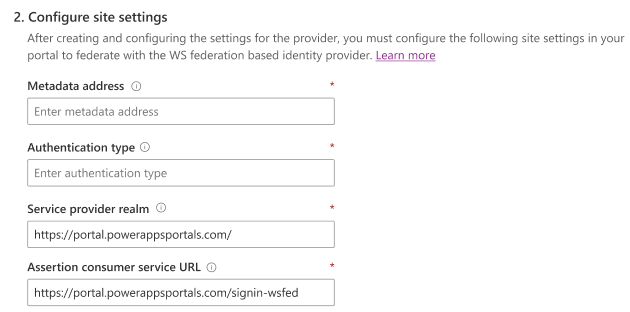 2. Configure site settings
After creating and configuring the settings for the provider, you must configure the following site settings in your
portal to federate with the WS federation based identity provider. Learn more
Metadata address *
Enter metadata address
Authentication type *
Enter authentication type
Service provider realm *
https://portal.powerappsportals.com/
Assertion consumer service URL *
https://portal.powerappsportals.com/signin-wsfed